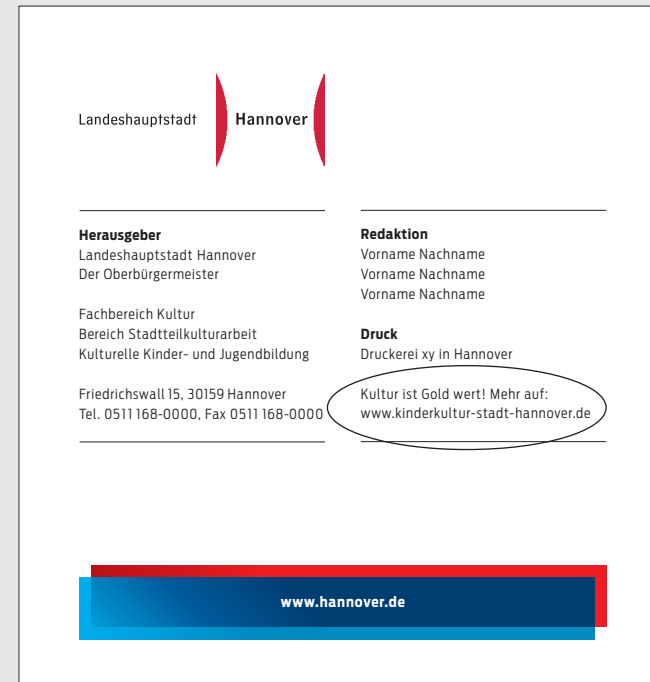 Landeshauptstadt Hannover
Herausgeber
Landeshauptstadt Hannover
Der Oberbürgermeister
Fachbereich Kultur
Bereich Stadtteilkulturarbeit
Kulturelle Kinder- und Jugendbildung
Friedrichswall 15, 30159 Hannover
Tel. 0511 168-0000, Fax 0511 168-0000
Redaktion
Vorname Nachname
Vorname Nachname
Vorname Nachname
Druck
Druckerei xy in Hannover
Kultur ist Gold wert! Mehr auf:
www.kinderkultur-stadt-hannover.de
www.hannover.de